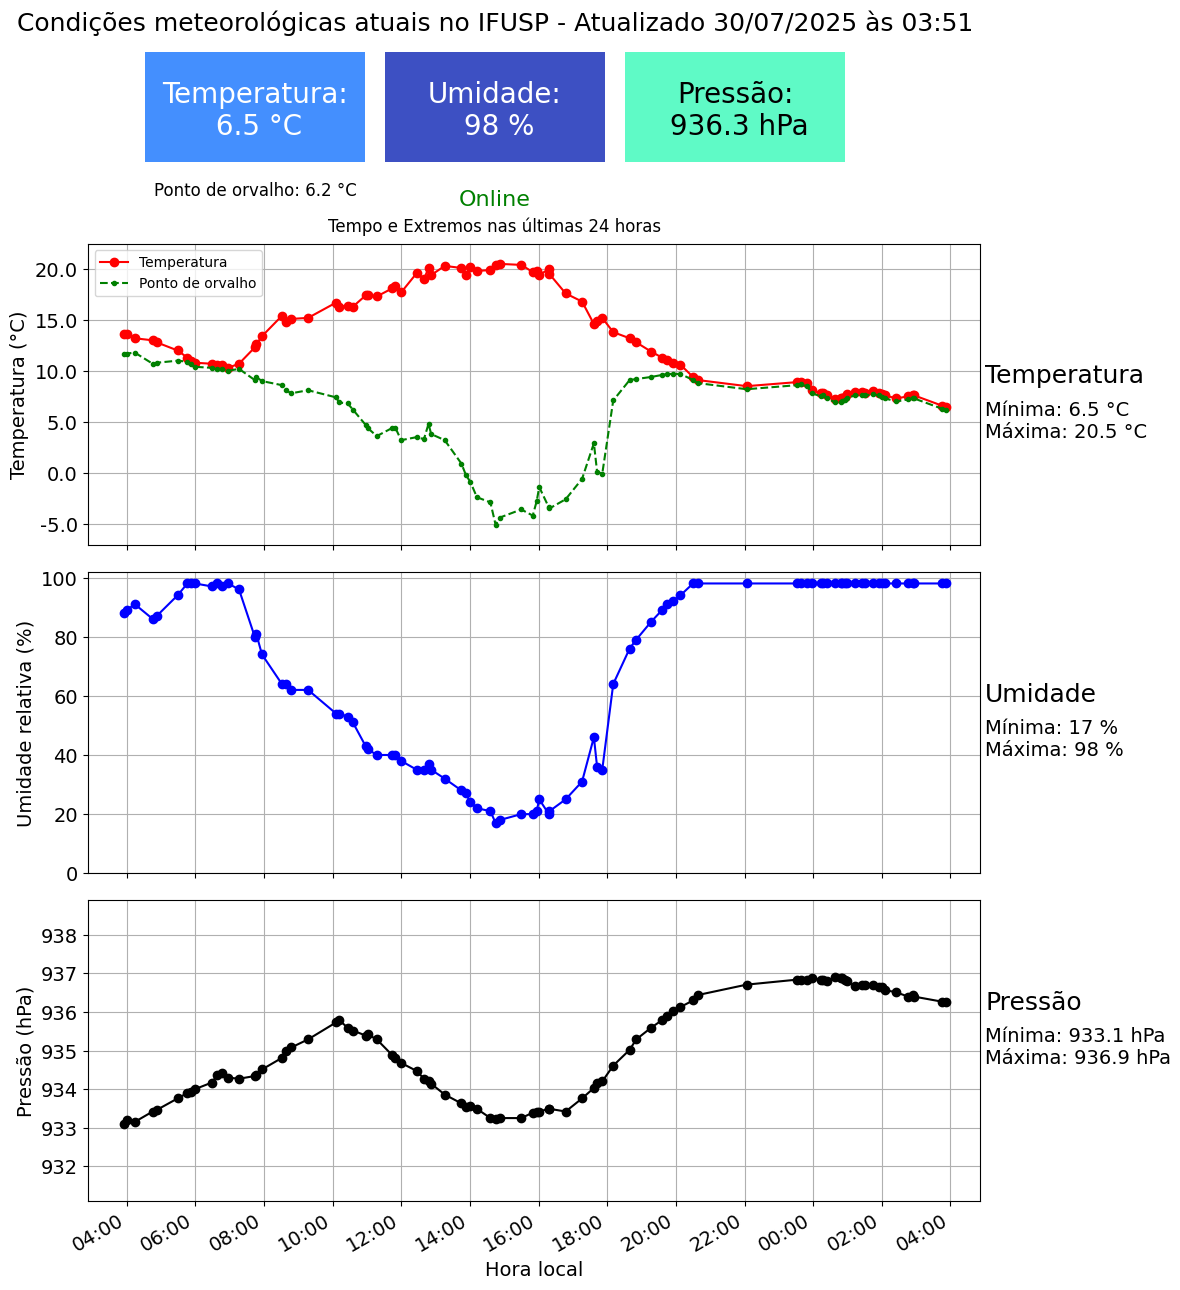 Condições meteorológicas atuais no IFUSP - Atualizado 30/07/2025 às 03:51
Temperatura:
6.5 °C
Umidade:
98 %
Pressão:
936.3 hPa
Ponto de orvalho: 6.2 °C
Online
Tempo e Extremos nas últimas 24 horas
Temperatura
Ponto de orvalho
Temperatura (°C)
20.0
15.0
10.0
5.0
0.0
-5.0
Temperatura
Mínima: 6.5 °C
Máxima: 20.5 °C
Umidade relativa (%)
100
80
60
40
20
0
Umidade
Mínima: 17 %
Máxima: 98 %
Pressão (hPa)
938
937
936
935
934
933
932
Pressão
Mínima: 933.1 hPa
Máxima: 936.9 hPa
04:00 06:00 08:00 10:00 12:00 14:00 16:00 18:00 20:00 22:00 00:00 02:00 04:00
Hora local